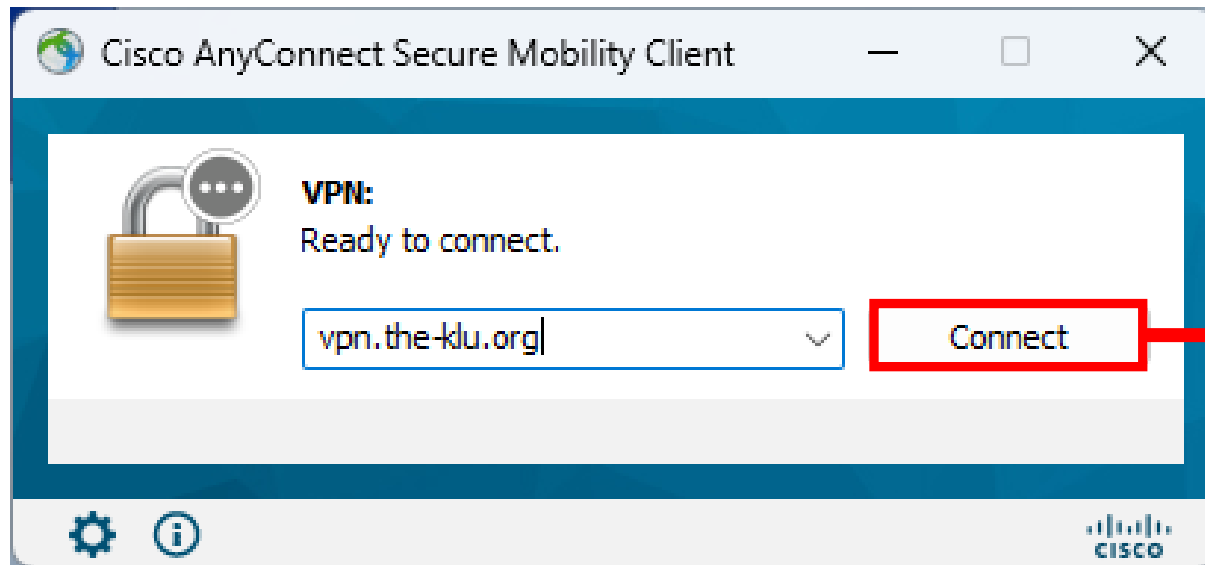 Cisco AnyConnect Secure Mobility Client
VPN:
Ready to connect.
vpn.the-klu.org
Connect
CISCO